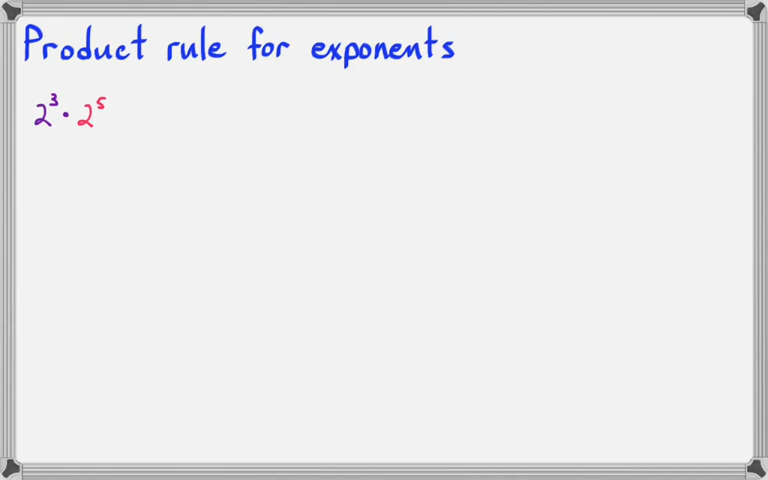 Product rule for exponents
2³ · 2⁵